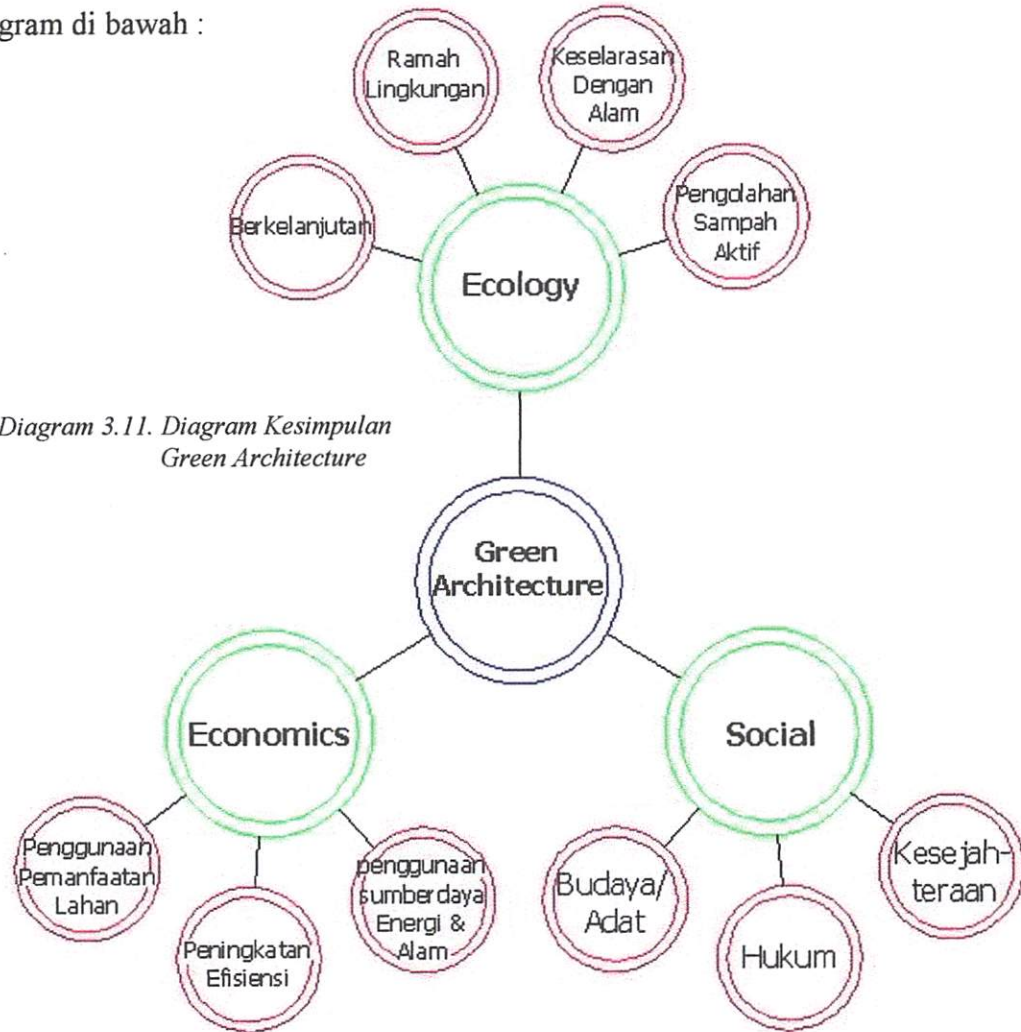 gram di bawah :
Ramah
Lingkungan
Keselarasan
Dengan
Alam
Berkelanjutan
Pengolahan
Sampah
Aktif
Ecology
Diagram 3.11. Diagram Kesimpulan
Green Architecture
Green
Architecture
Economics
Social
Penggunaan
Pemanfaatan
Lahan
Peningkatan
Efisiensi
penggunaan
sumberdaya
Energi &
Alam
Budaya/
Adat
Hukum
Kesejah-
teraan